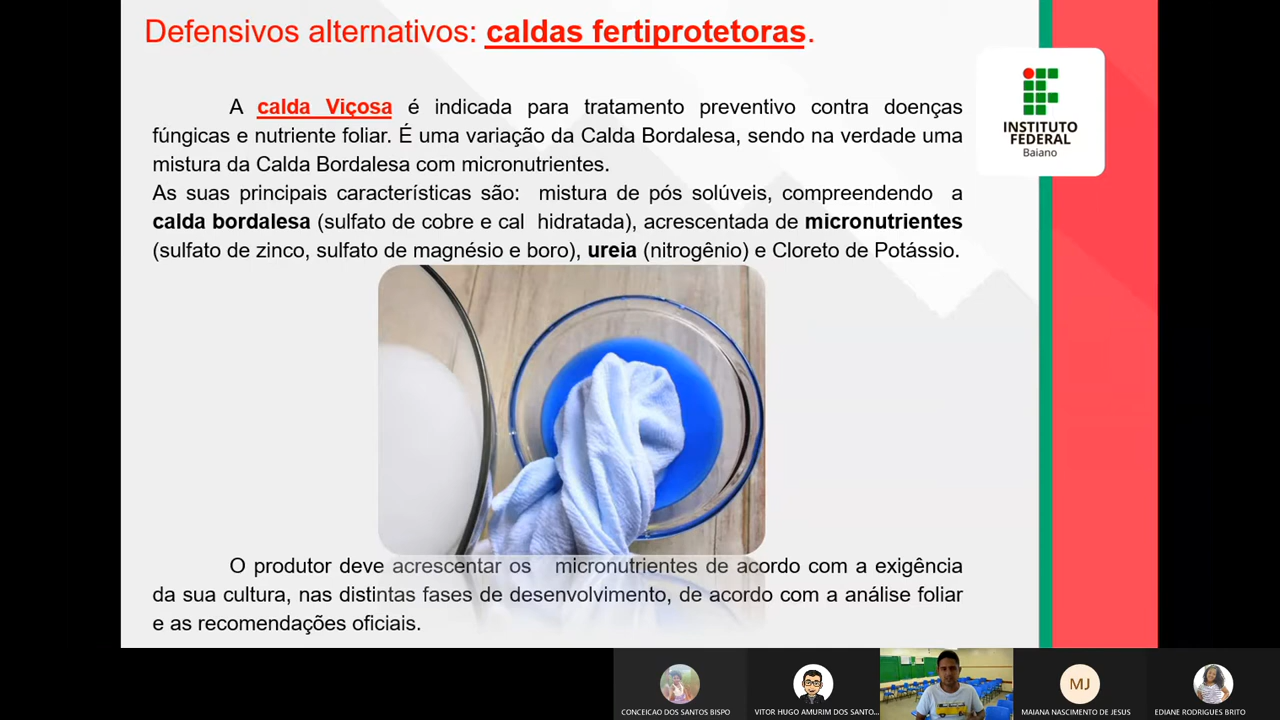 Defensivos alternativos: caldas fertiprotetoras.
A calda Viçosa é indicada para tratamento preventivo contra doenças
fúngicas e nutriente foliar. É uma variação da Calda Bordalesa, sendo na verdade uma
mistura da Calda Bordalesa com micronutrientes.
As suas principais características são: mistura de pós solúveis, compreendendo a
calda bordalesa (sulfato de cobre e cal hidratada), acrescentada de micronutrientes
(sulfato de zinco, sulfato de magnésio e boro), ureia (nitrogênio) e Cloreto de Potássio.
INSTITUTO
FEDERAL
Baiano
O produtor deve acrescentar os micronutrientes de acordo com a exigência
da sua cultura, nas distintas fases de desenvolvimento, de acordo com a análise foliar
e as recomendações oficiais.
CONCEICAO DOS SANTOS BISPO
VITOR HUGO AMURIM DOS SANTO...
MJ
MAIANA NASCIMENTO DE JESUS
EDIANE RODRIGUES BRITO